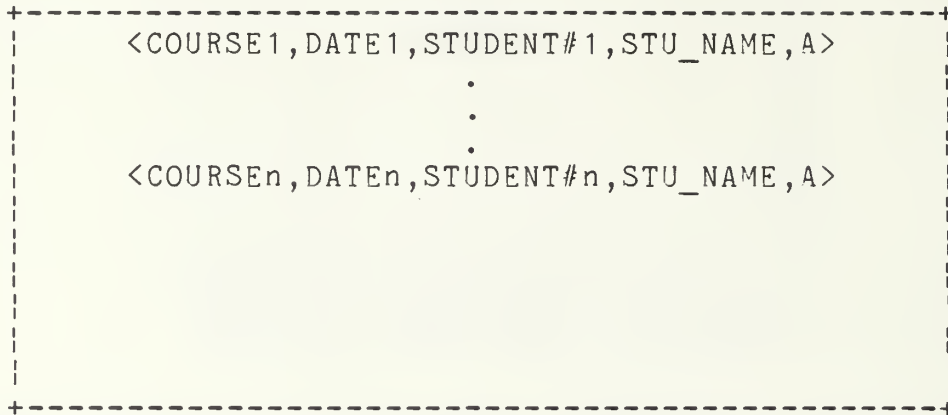 <COURSE1,DATE1,STUDENT#1,STU_NAME,A>
.
.
.
<COURSEn,DATEn,STUDENT#n,STU_NAME,A>